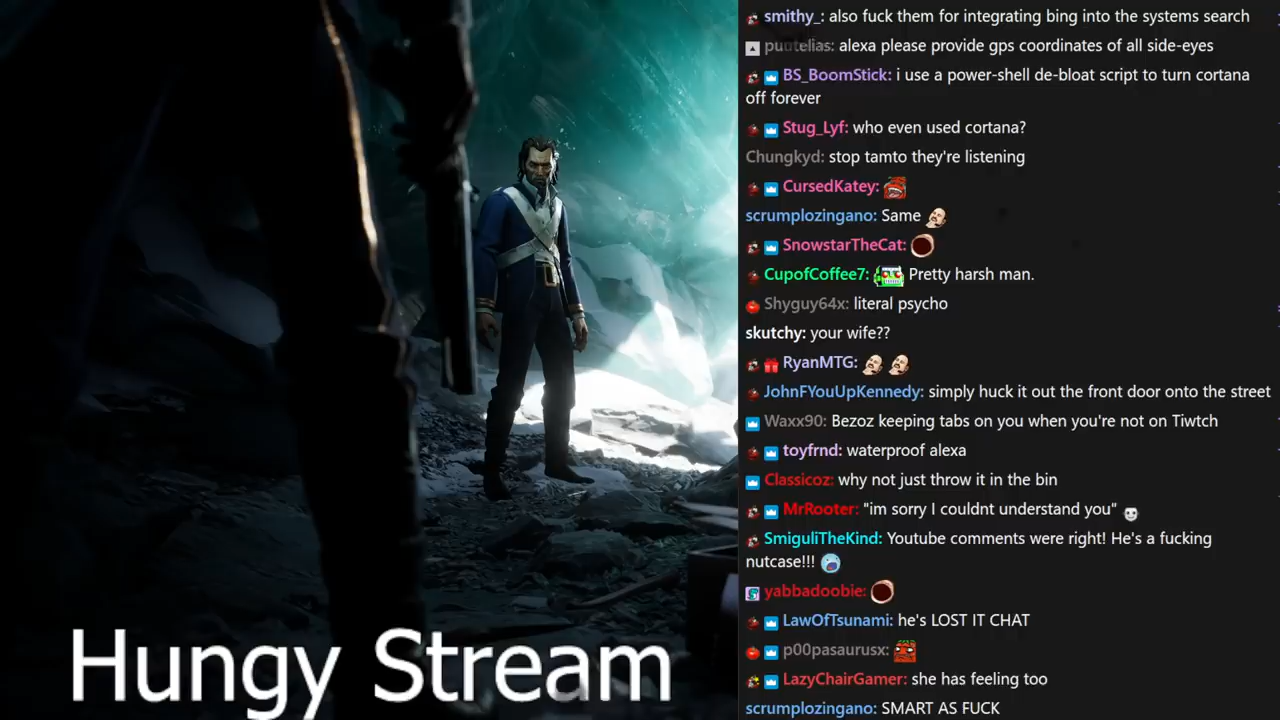 smithy_: also fuck them for integrating bing into the systems search
puutelias: alexa please provide gps coordinates of all side-eyes
BS_BoomStick: i use a power-shell de-bloat script to turn cortana
off forever
Stug_Lyf: who even used cortana?
Chungkyd: stop tamto they're listening
CursedKatey:
scrumplozingano: Same
SnowstarTheCat:
CupofCoffee7: Pretty harsh man.
Shyguy64x: literal psycho
skutchy: your wife??
RyanMTG:
JohnFYouUpKennedy: simply huck it out the front door onto the street
Waxx90: Bezoz keeping tabs on you when you're not on Tiwtch
toyfrnd: waterproof alexa
Classicoz: why not just throw it in the bin
MrRooter: "im sorry I couldnt understand you"
SmiguliTheKind: Youtube comments were right! He's a fucking
nutcase!!!
yabbadoobie:
LawOfTsunami: he's LOST IT CHAT
p00pasaurusx:
LazyChairGamer: she has feeling too
scrumplozingano: SMART AS FUCK
Hungy Stream